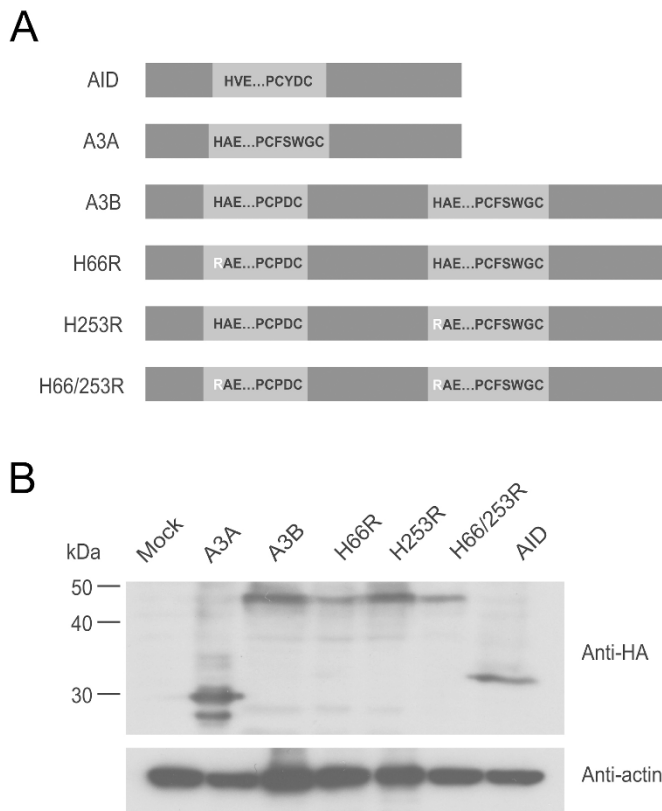 A
AID
HVE...PCYDC
A3A
HAE...PCFSWGC
A3B
HAE...PCPDC HAE...PCFSWGC
H66R
RAE...PCPDC HAE...PCFSWGC
H253R
HAE...PCPDC RAE...PCFSWGC
H66/253R
RAE...PCPDC RAE...PCFSWGC
B
kDa
Mock A3A A3B H66R H253R H66/253R AID
50
40
30
Anti-HA
Anti-actin